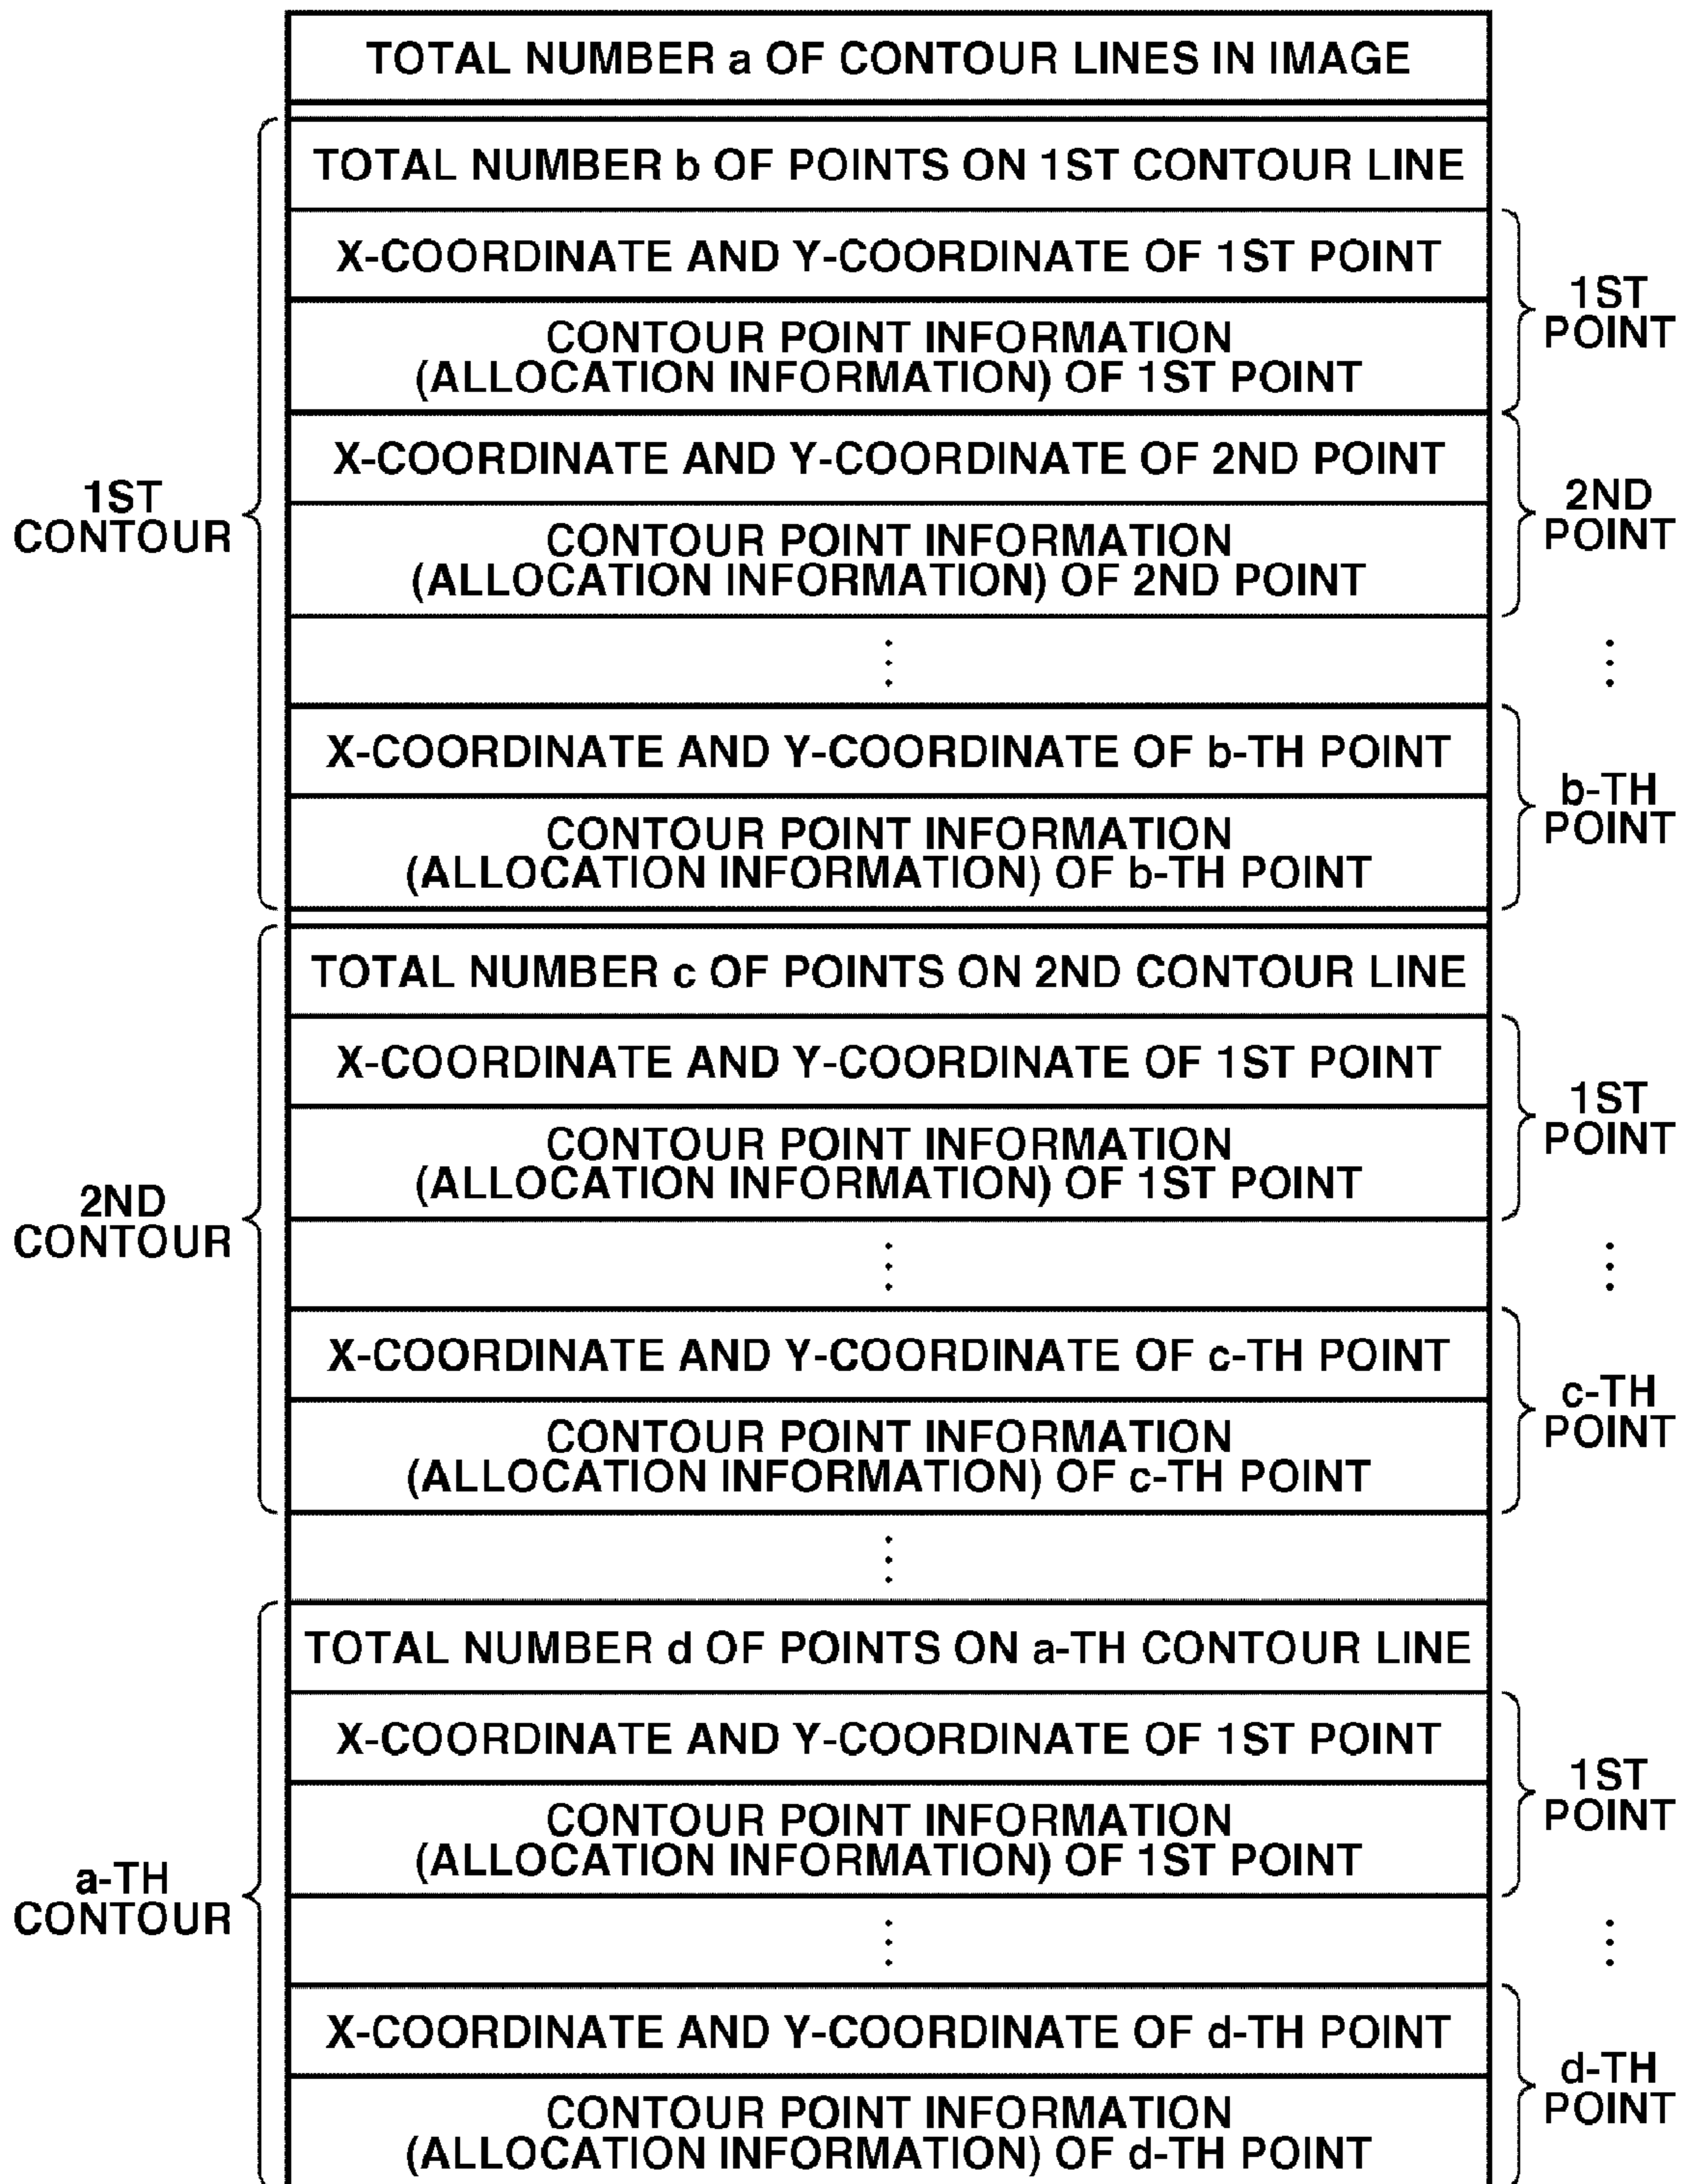 TOTAL NUMBER a OF CONTOUR LINES IN IMAGE
TOTAL NUMBER b OF POINTS ON 1ST CONTOUR LINE
X-COORDINATE AND Y-COORDINATE OF 1ST POINT
CONTOUR POINT INFORMATION
(ALLOCATION INFORMATION) OF 1ST POINT
1ST
POINT
X-COORDINATE AND Y-COORDINATE OF 2ND POINT
CONTOUR POINT INFORMATION
(ALLOCATION INFORMATION) OF 2ND POINT
2ND
POINT
1ST
CONTOUR
X-COORDINATE AND Y-COORDINATE OF b-TH POINT
CONTOUR POINT INFORMATION
(ALLOCATION INFORMATION) OF b-TH POINT
b-TH
POINT
TOTAL NUMBER c OF POINTS ON 2ND CONTOUR LINE
X-COORDINATE AND Y-COORDINATE OF 1ST POINT
CONTOUR POINT INFORMATION
(ALLOCATION INFORMATION) OF 1ST POINT
1ST
POINT
2ND
CONTOUR
X-COORDINATE AND Y-COORDINATE OF c-TH POINT
CONTOUR POINT INFORMATION
(ALLOCATION INFORMATION) OF c-TH POINT
c-TH
POINT
TOTAL NUMBER d OF POINTS ON a-TH CONTOUR LINE
X-COORDINATE AND Y-COORDINATE OF 1ST POINT
CONTOUR POINT INFORMATION
(ALLOCATION INFORMATION) OF 1ST POINT
1ST
POINT
a-TH
CONTOUR
X-COORDINATE AND Y-COORDINATE OF d-TH POINT
CONTOUR POINT INFORMATION
(ALLOCATION INFORMATION) OF d-TH POINT
d-TH
POINT